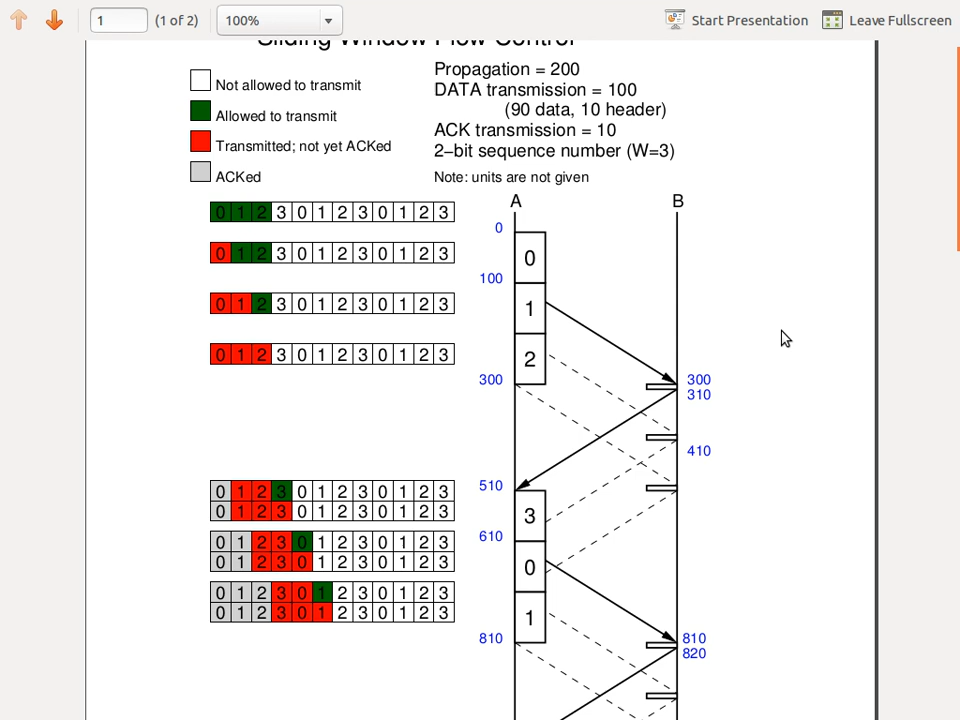 1
(1 of 2)
100%
Start Presentation
Leave Fullscreen
Sliding Window Flow Control
Not allowed to transmit
Allowed to transmit
Transmitted; not yet ACKed
ACKed
Propagation = 200
DATA transmission = 100
(90 data, 10 header)
ACK transmission = 10
2−bit sequence number (W=3)
Note: units are not given
0 1 2 3 0 1 2 3 0 1 2 3
0 1 2 3 0 1 2 3 0 1 2 3
0 1 2 3 0 1 2 3 0 1 2 3
0 1 2 3 0 1 2 3 0 1 2 3
0 1 2 3 0 1 2 3 0 1 2 3
0 1 2 3 0 1 2 3 0 1 2 3
0 1 2 3 0 1 2 3 0 1 2 3
0 1 2 3 0 1 2 3 0 1 2 3
0 1 2 3 0 1 2 3 0 1 2 3
0 1 2 3 0 1 2 3 0 1 2 3
A
B
0
0
100
1
2
300
300
310
410
510
3
610
0
1
810
810
820